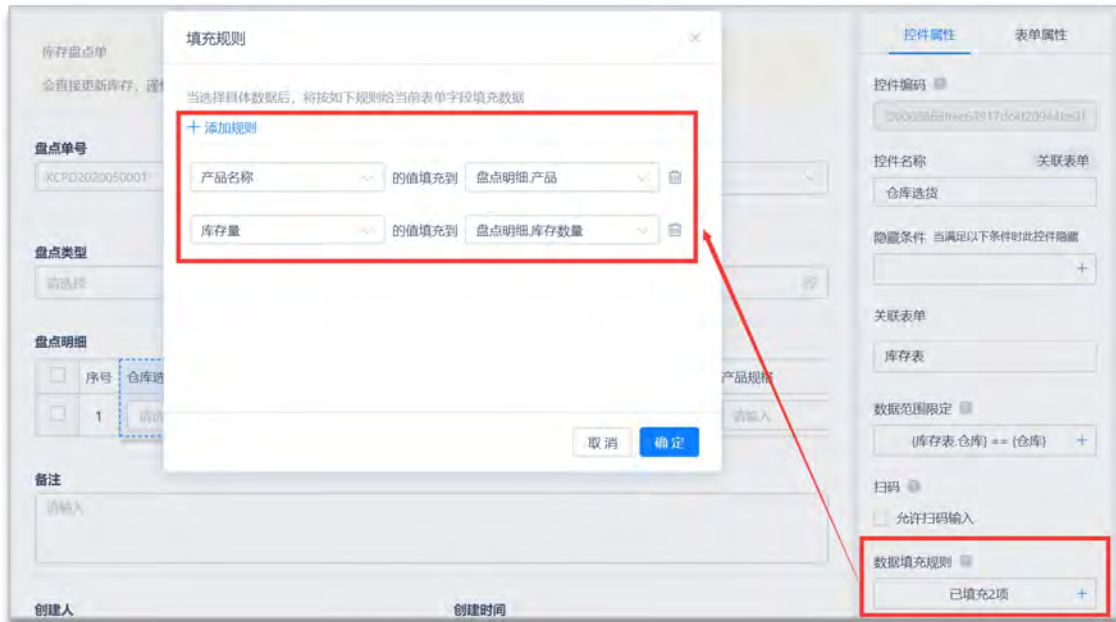 库存盘点单
会直接更新库存，谨
盘点单号
KCPD2020050001
盘点类型
请选择
盘点明细
序号 仓库选
1
产品规格
请输入
备注
请输入
创建人 创建时间
填充规则
当选择具体数据后，将按如下规则给当前表单字段填充数据
+ 添加规则
产品名称 的值填充到 盘点明细.产品
库存量 的值填充到 盘点明细.库存数量
取消 确定
控件属性 表单属性
控件编码
控件名称 关联表单
仓库选货
隐藏条件 当满足以下条件时此控件隐藏
+
关联表单
库存表
数据范围限定
{库存表.仓库} == {仓库} +
扫码
允许扫码输入
数据填充规则
已填充2项 +